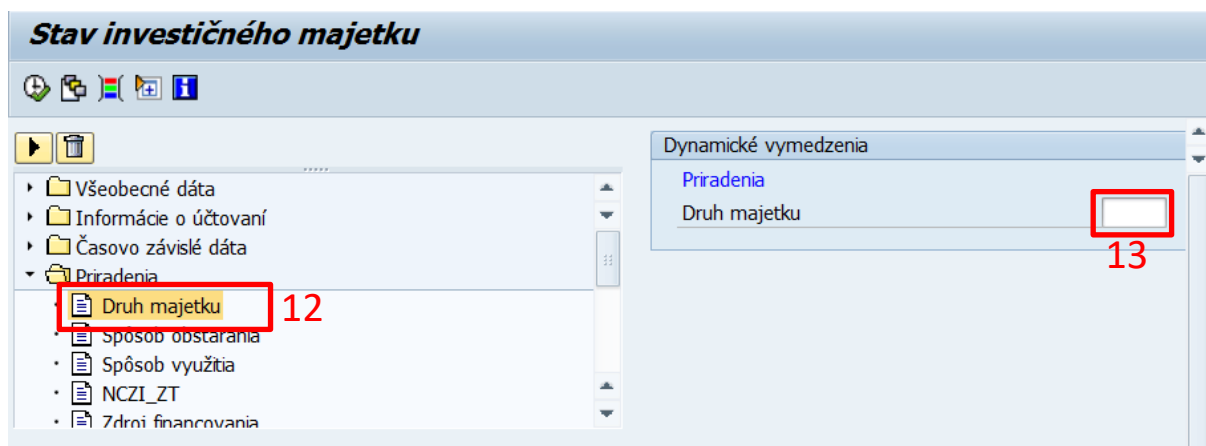 Stav investičného majetku
Všeobecné dáta
Informácie o účtovaní
Časovo závislé dáta
Priradenia
Druh majetku
12
Spôsob obstarania
Spôsob využitia
NCZI_ZT
Zdroj financovania
Dynamické vymedzenia
Priradenia
Druh majetku
13